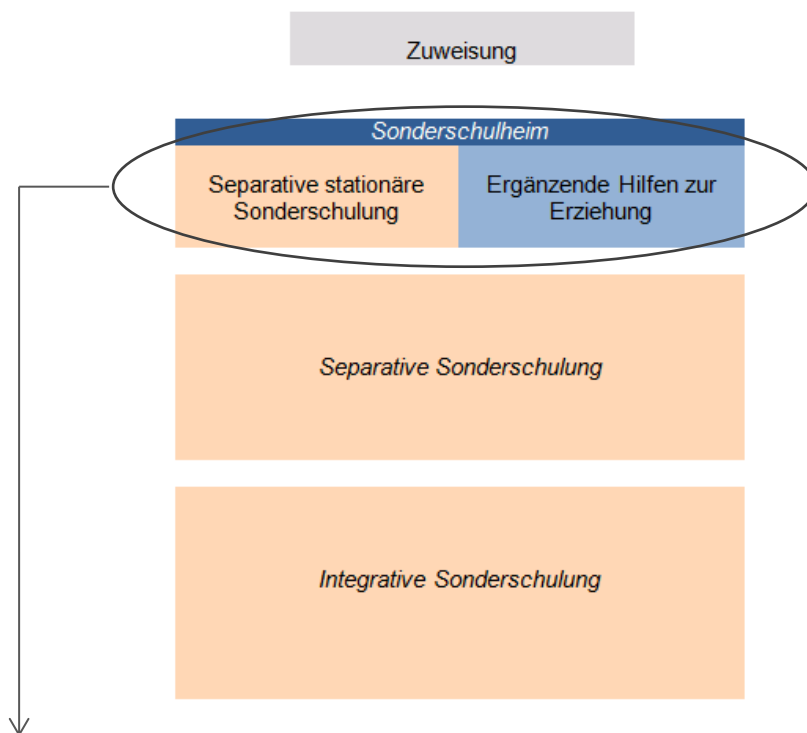 Zuweisung
Sonderschulheim
Separative stationäre
Sonderschulung
Ergänzende Hilfen zur
Erziehung
Separative Sonderschulung
Integrative Sonderschulung